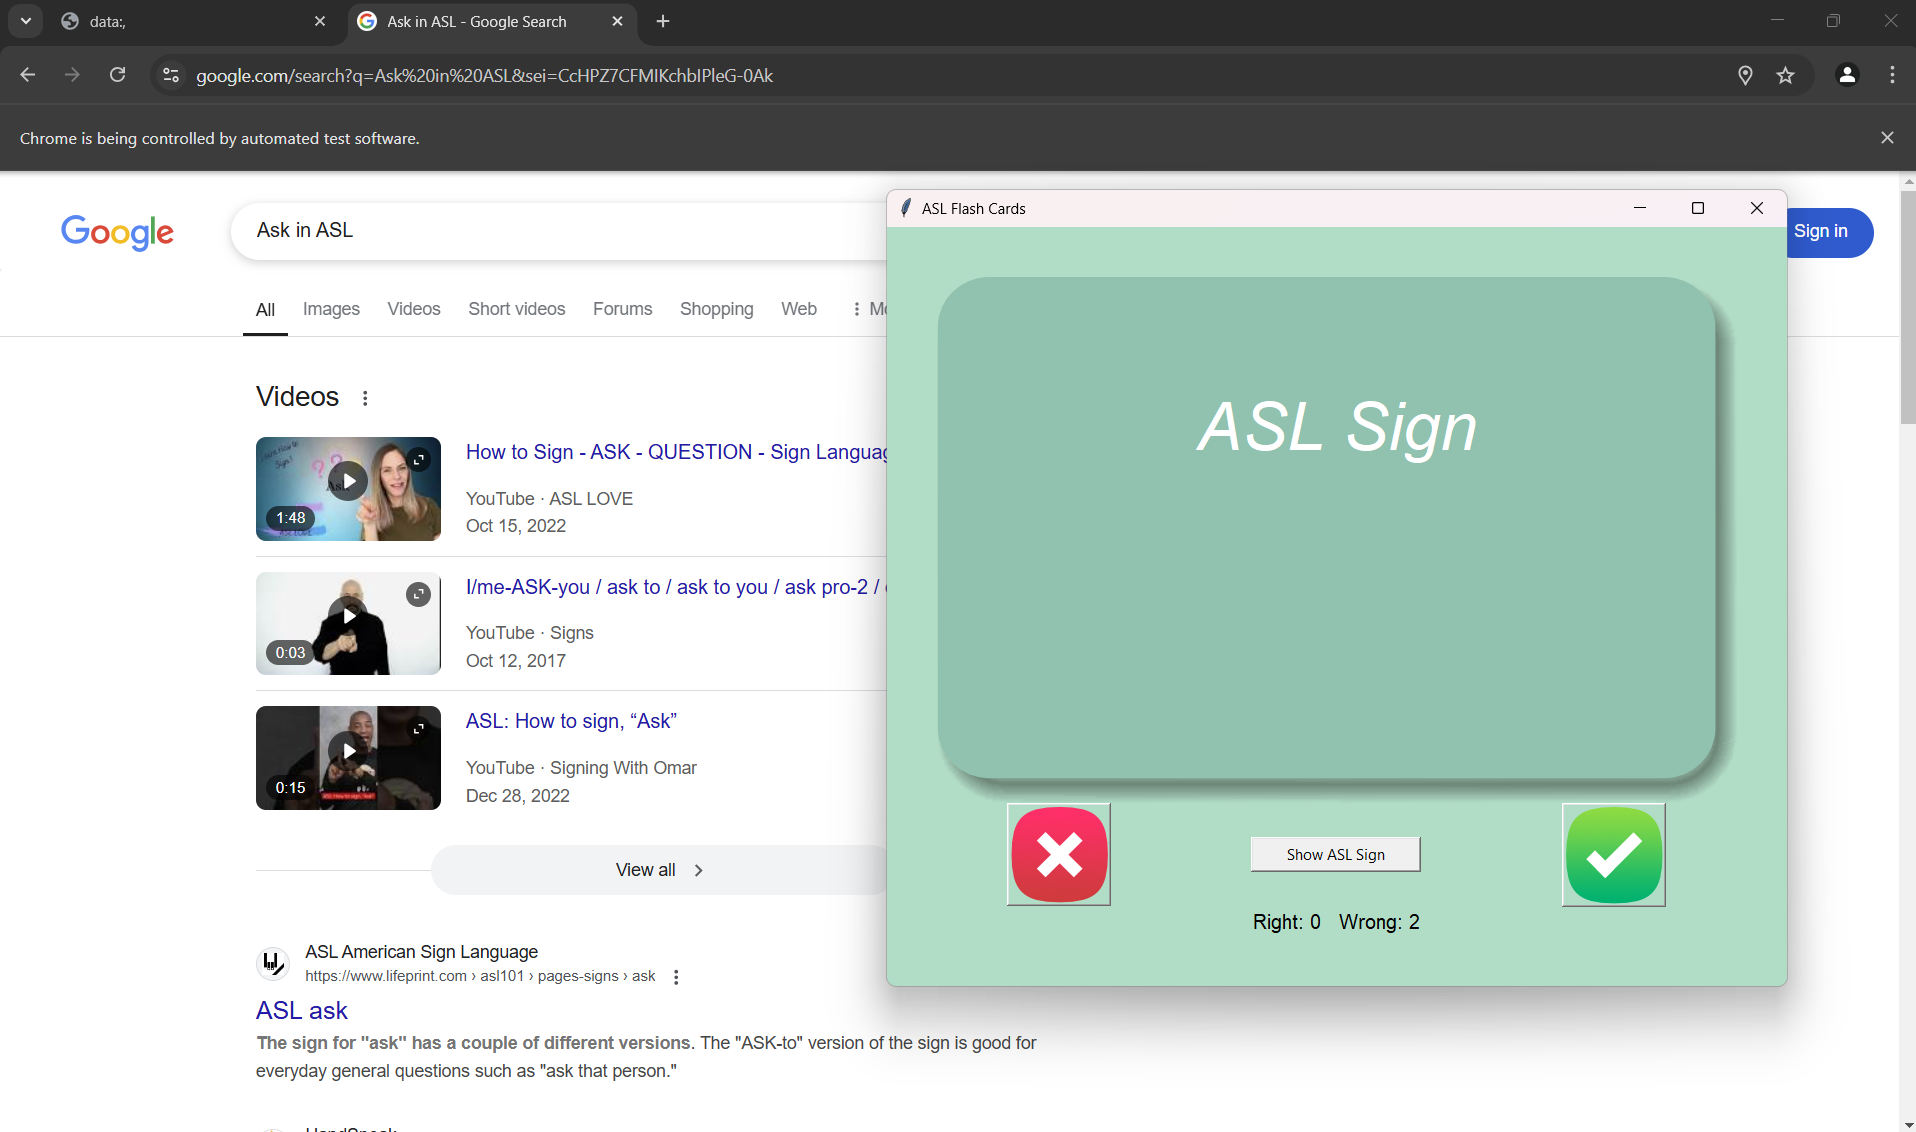 data:,
Ask in ASL - Google Search
google.com/search?q=Ask%20in%20ASL&sei=CcHPZ7CFMIKchbIPleG-0Ak
Chrome is being controlled by automated test software.
Google
Ask in ASL
Sign in
All Images Videos Short videos Forums Shopping Web
Videos
How to Sign - ASK - QUESTION - Sign
YouTube · ASL LOVE
Oct 15, 2022
1:48
I/me-ASK-you / ask to / ask to you / ask pro-2 /
YouTube · Signs
Oct 12, 2017
0:03
ASL: How to sign, “Ask”
YouTube · Signing With Omar
Dec 28, 2022
0:15
View all
ASL American Sign Language
https://www.lifeprint.com › asl101 › pages-signs › ask
ASL ask
The sign for "ask" has a couple of different versions. The "ASK-to" version of the sign is good for
everyday general questions such as "ask that person."
ASL Flash Cards
ASL Sign
Show ASL Sign
Right: 0 Wrong: 2